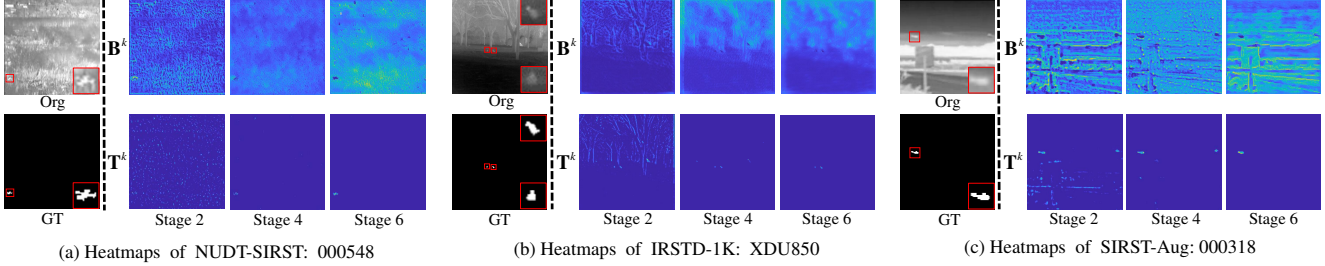 Org
B^k
GT
T^k
Stage 2
Stage 4
Stage 6
(a) Heatmaps of NUDT-SIRST: 000548
Org
B^k
GT
T^k
Stage 2
Stage 4
Stage 6
(b) Heatmaps of IRSTD-1K: XDU850
Org
B^k
GT
T^k
Stage 2
Stage 4
Stage 6
(c) Heatmaps of SIRST-Aug: 000318